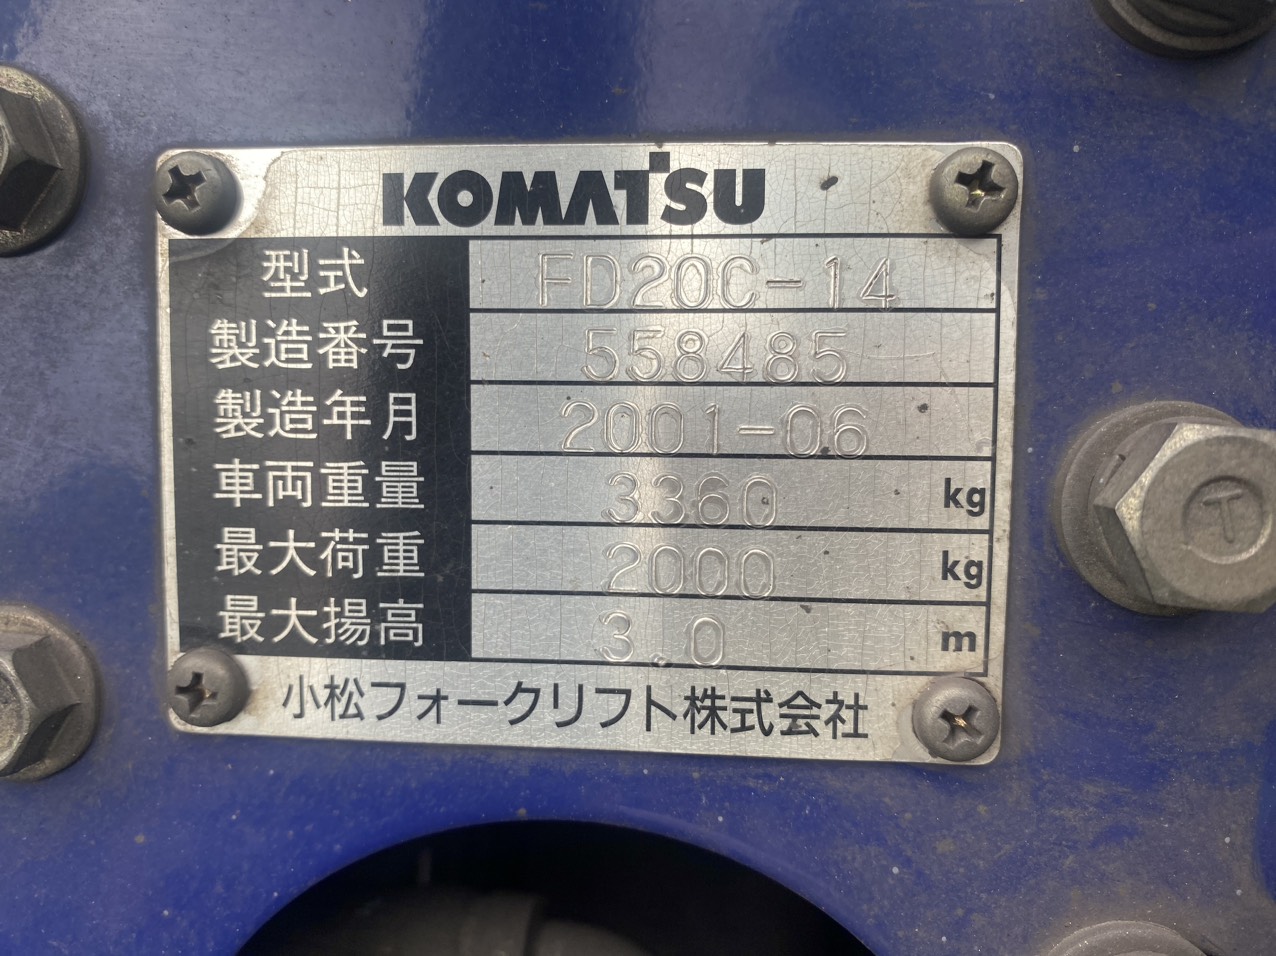 KOMATSU
型式 FD20C-14
製造番号 558485
製造年月 2001-06
車両重量 3360 kg
最大荷重 2000 kg
最大揚高 3.0 m
小松フォークリフト株式会社
T